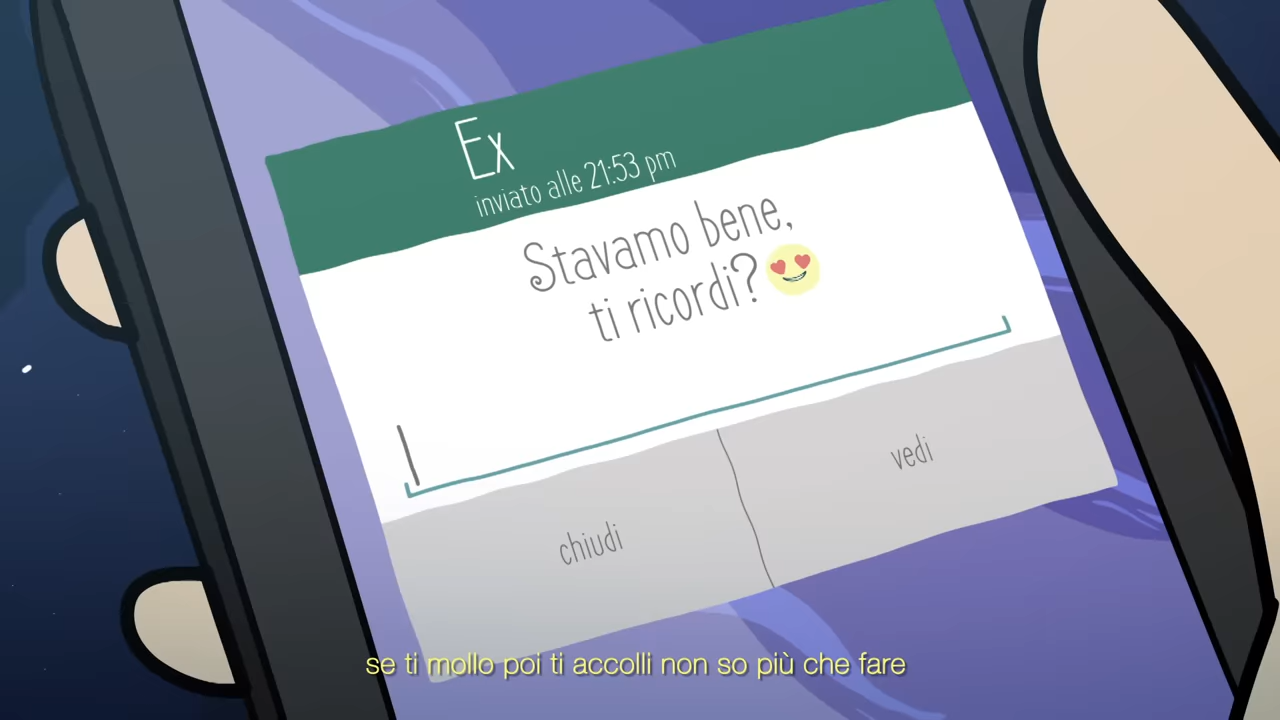 Ex
inviato alle 21:53 pm
Stavamo bene,
ti ricordi?😍
chiudi
vedi
se ti mollo poi ti accolli non so più che fare